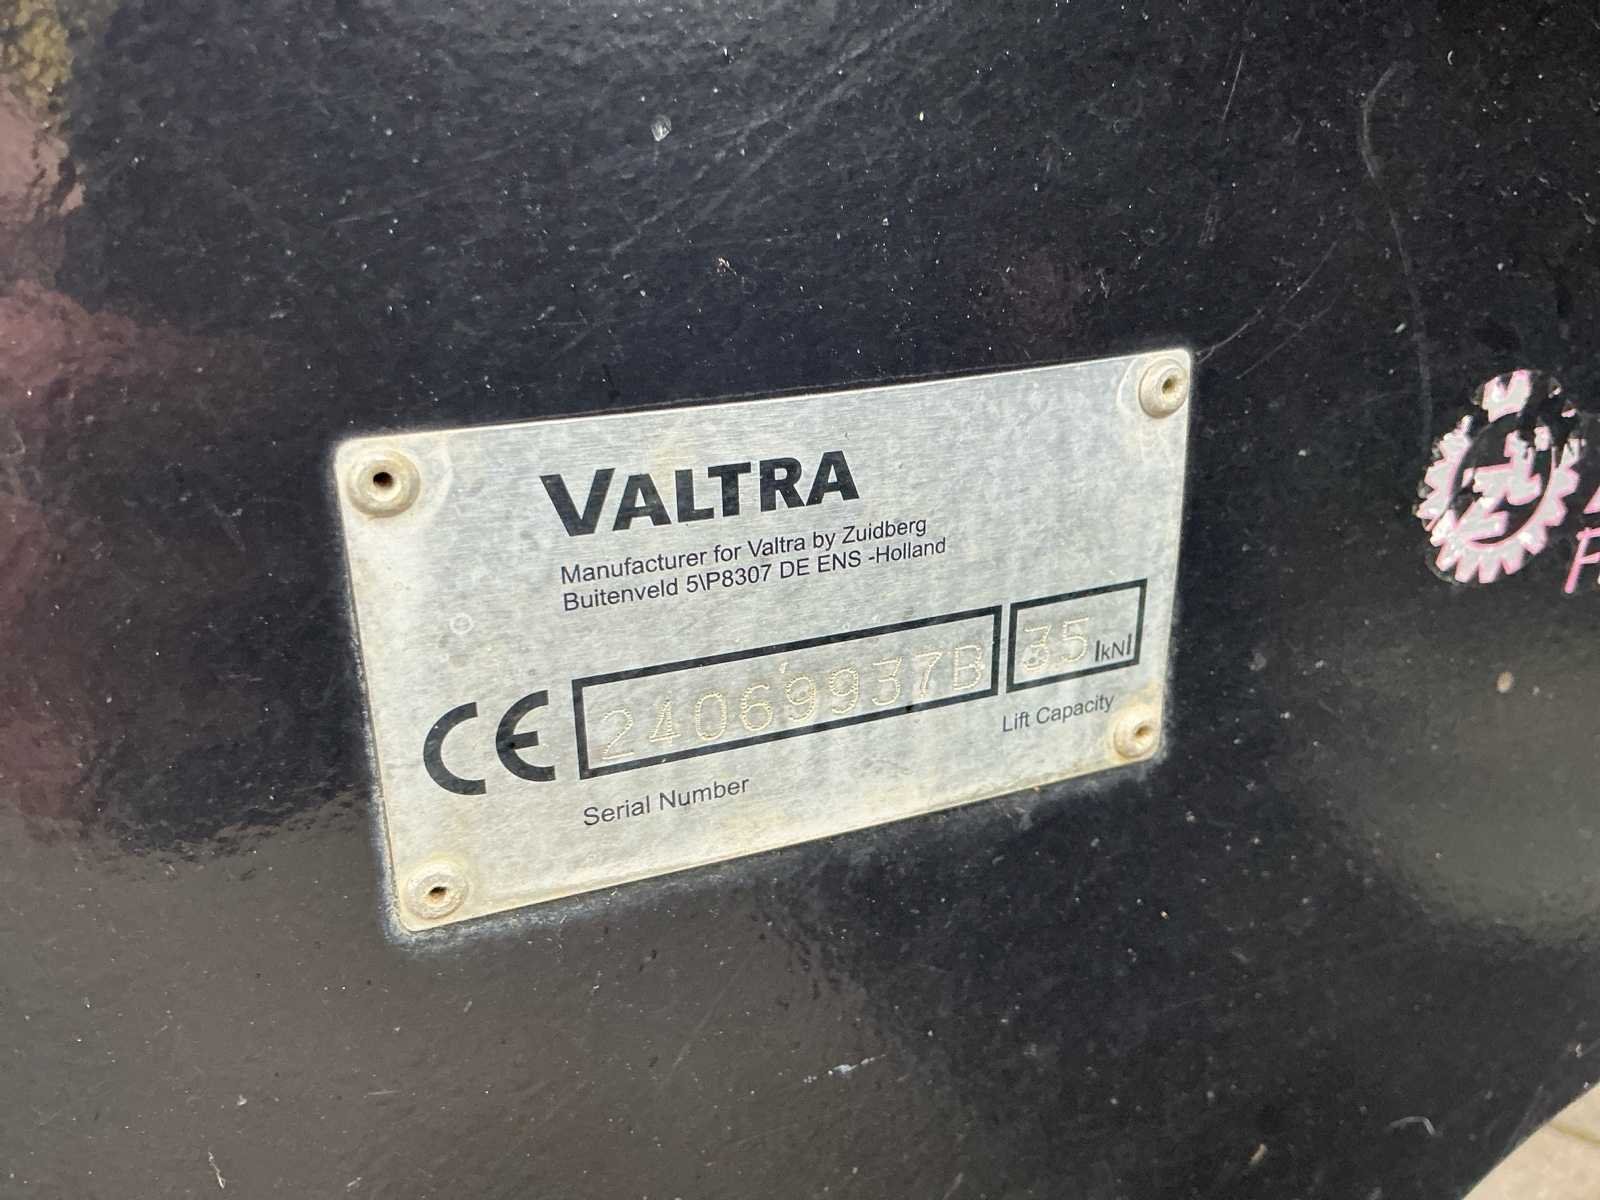 VALTRA
Manufacturer for Valtra by Zuidberg
Buitenveld 5\P8307 DE ENS -Holland
CE 24069937B 35 |kN|
Serial Number Lift Capacity